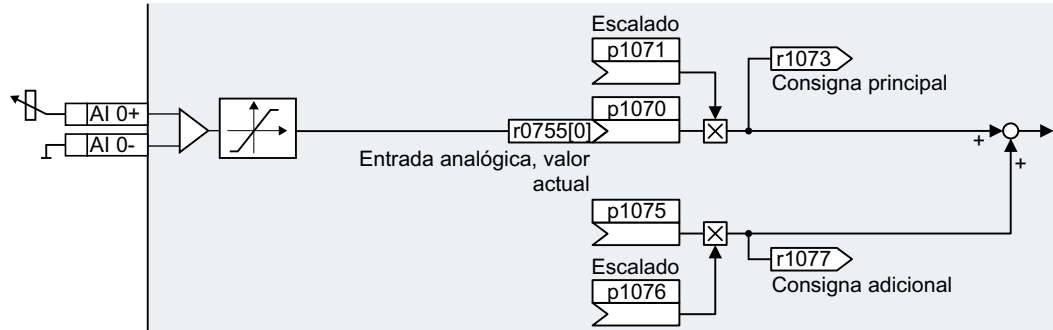 Escalado
p1071
r1073
Consigna principal
AI 0+
p1070
r0755[0]
AI 0-
Entrada analógica, valor
actual
+
+
p1075
r1077
Escalado
Consigna adicional
p1076